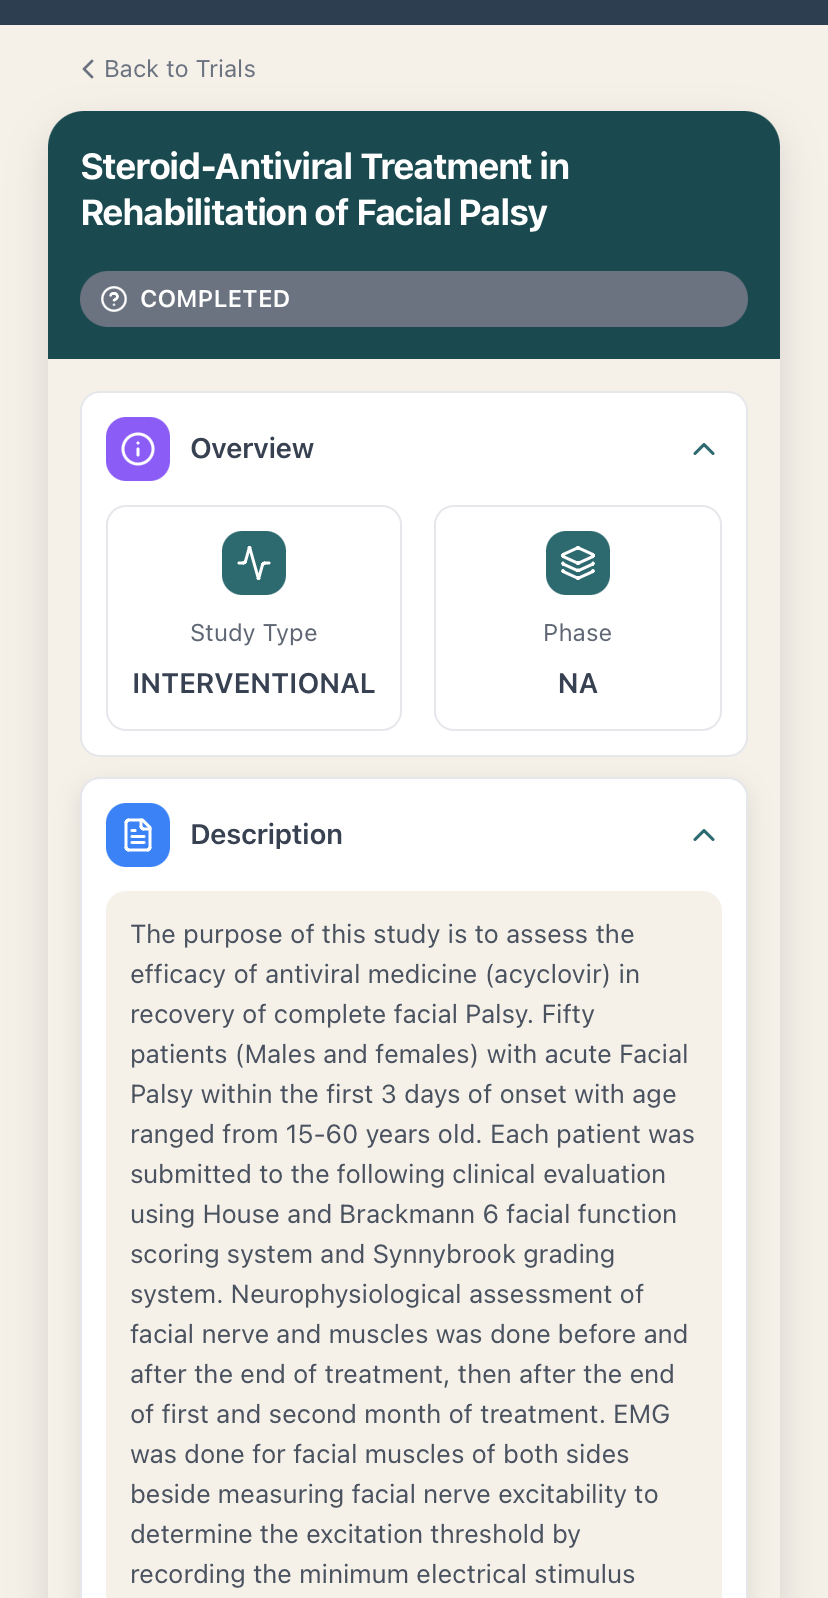 Back to Trials
Steroid-Antiviral Treatment in
Rehabilitation of Facial Palsy
COMPLETED
Overview
Study Type
INTERVENTIONAL
Phase
NA
Description
The purpose of this study is to assess the
efficacy of antiviral medicine (acyclovir) in
recovery of complete facial Palsy. Fifty
patients (Males and females) with acute Facial
Palsy within the first 3 days of onset with age
ranged from 15-60 years old. Each patient was
submitted to the following clinical evaluation
using House and Brackmann 6 facial function
scoring system and Synnybrook grading
system. Neurophysiological assessment of
facial nerve and muscles was done before and
after the end of treatment, then after the end
of first and second month of treatment. EMG
was done for facial muscles of both sides
beside measuring facial nerve excitability to
determine the excitation threshold by
recording the minimum electrical stimulus